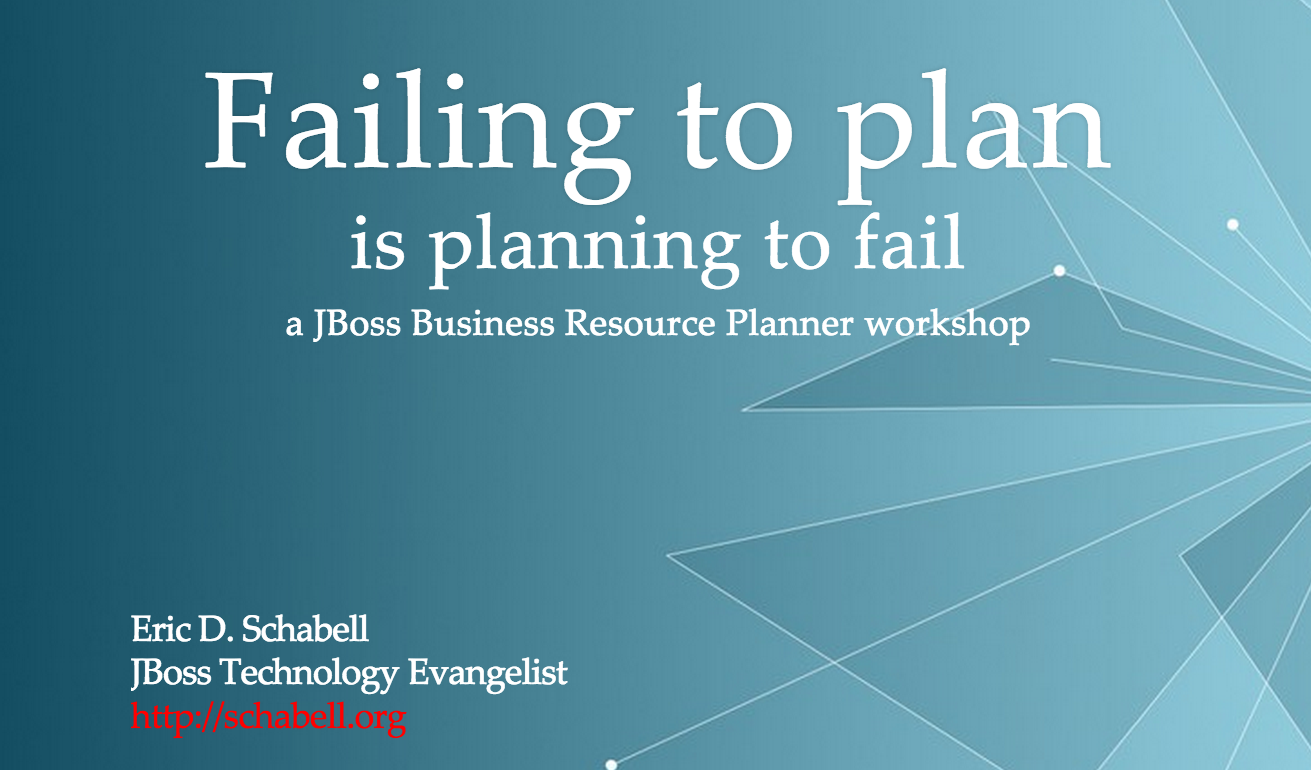 Failing to plan
is planning to fail
a JBoss Business Resource Planner workshop
Eric D. Schabell
JBoss Technology Evangelist
http://schabell.org